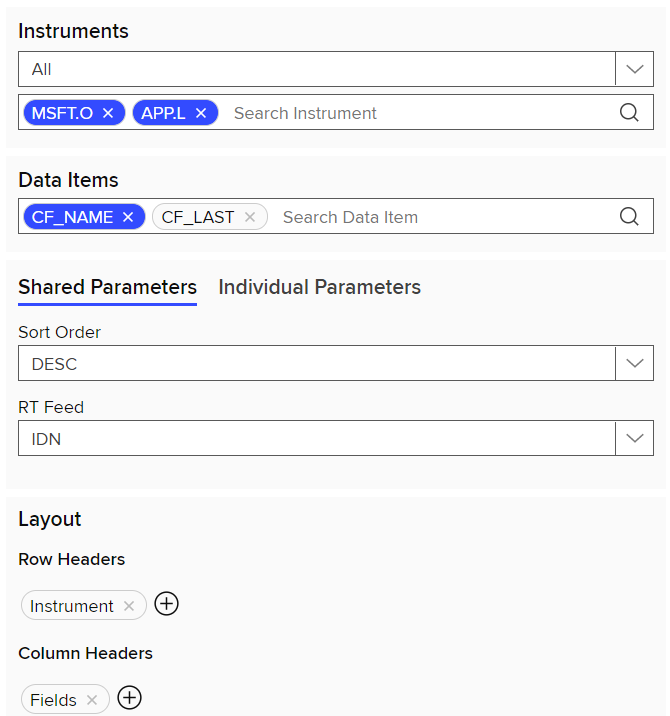 Instruments
All
MSFT.O × APP.L × Search Instrument
Data Items
CF_NAME × CF_LAST × Search Data Item
Shared Parameters Individual Parameters
Sort Order
DESC
RT Feed
IDN
Layout
Row Headers
Instrument ×
Column Headers
Fields ×